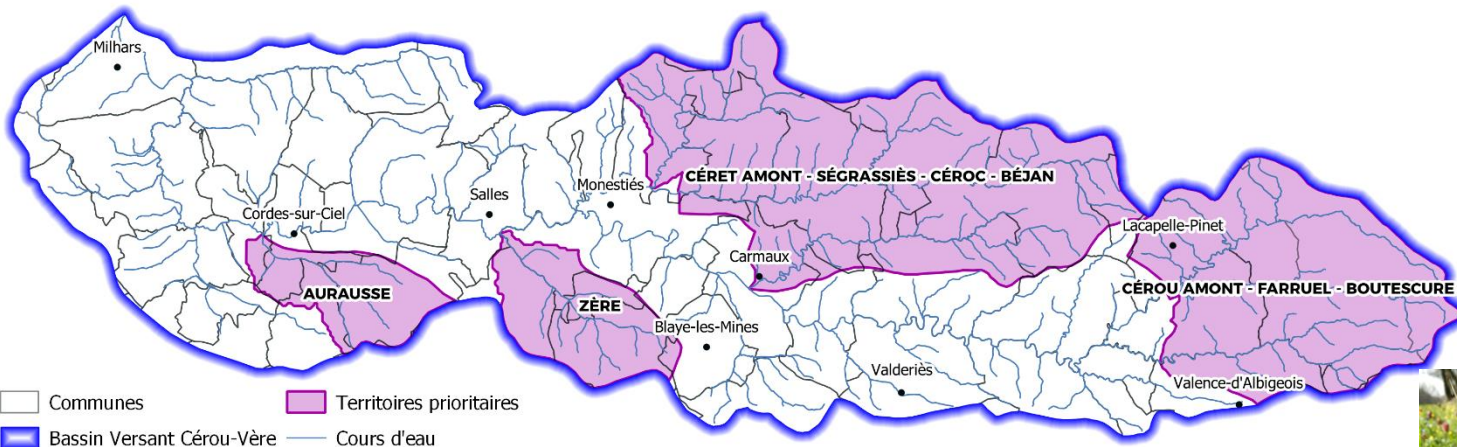 Milhars
CÉRET AMONT - SÉGRASSIÈS - CÉROC - BÉJAN
Salles
Monestiés
Cordes-sur-Ciel
Lacapelle-Pinet
Carmaux
AURAUSSE
ZÈRE
CÉROU AMONT - FARRUEL - BOUTESCURE
Blaye-les-Mines
Valderiès
Valence-d'Albigeois
Communes
Territoires prioritaires
Bassin Versant Cérou-Vère
Cours d'eau